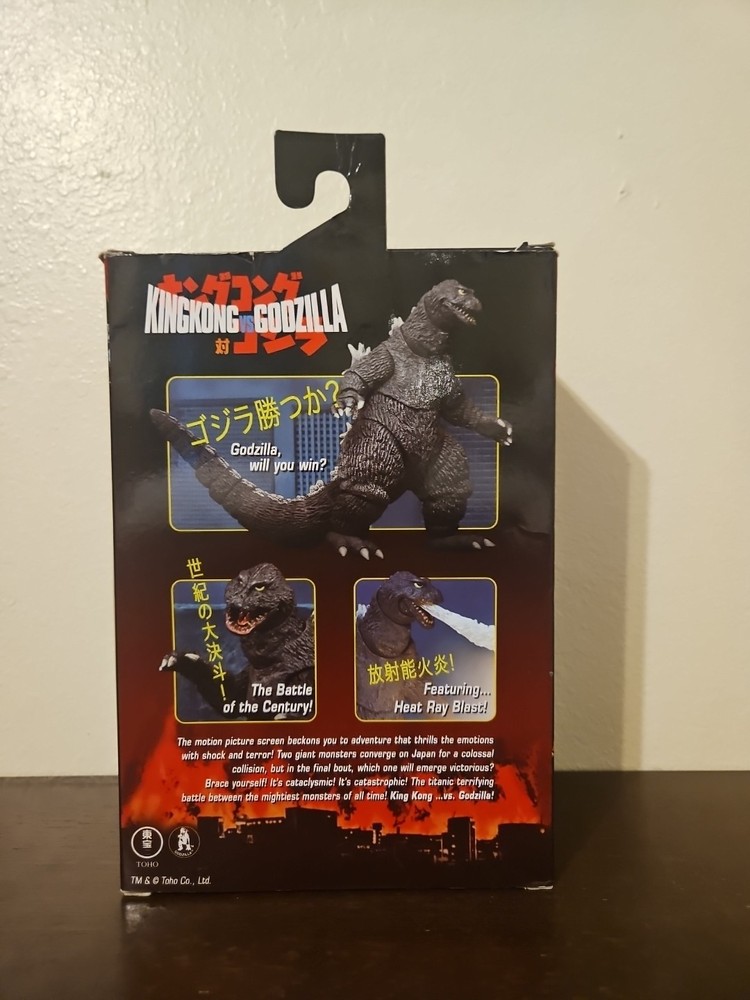 キングコング
KING KONG VS GODZILLA
対 ゴジラ
ゴジラ勝つか?
Godzilla,
will you win?
世紀の大決斗!
The Battle
of the Century!
放射能火炎!
Featuring...
Heat Ray Blast!
The motion picture screen beckons you to adventure that thrills the emotions
with shock and terror! Two giant monsters converge on Japan for a colossal
collision, but in the final bout, which one will emerge victorious?
Brace yourself! It's cataclysmic! It's catastrophic! The titanic terrifying
battle between the mightiest monsters of all time! King Kong ...vs. Godzilla!
東宝
TOHO
GODZILLA
TM & © Toho Co., Ltd.